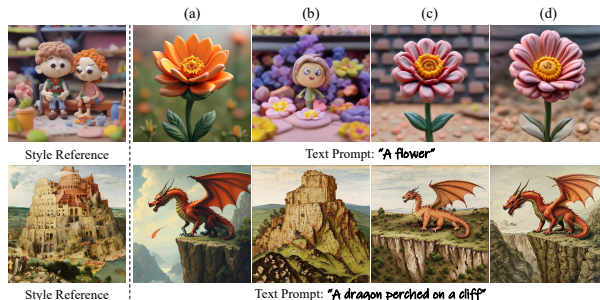 (a) (b) (c) (d)
Style Reference Text Prompt: "A flower"
Style Reference Text Prompt: "A dragon perched on a cliff"